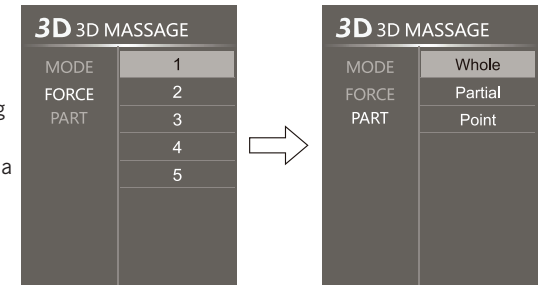 3D 3D MASSAGE
MODE
FORCE
PART
1
2
3
4
5
g
a
3D 3D MASSAGE
MODE
FORCE
PART
Whole
Partial
Point